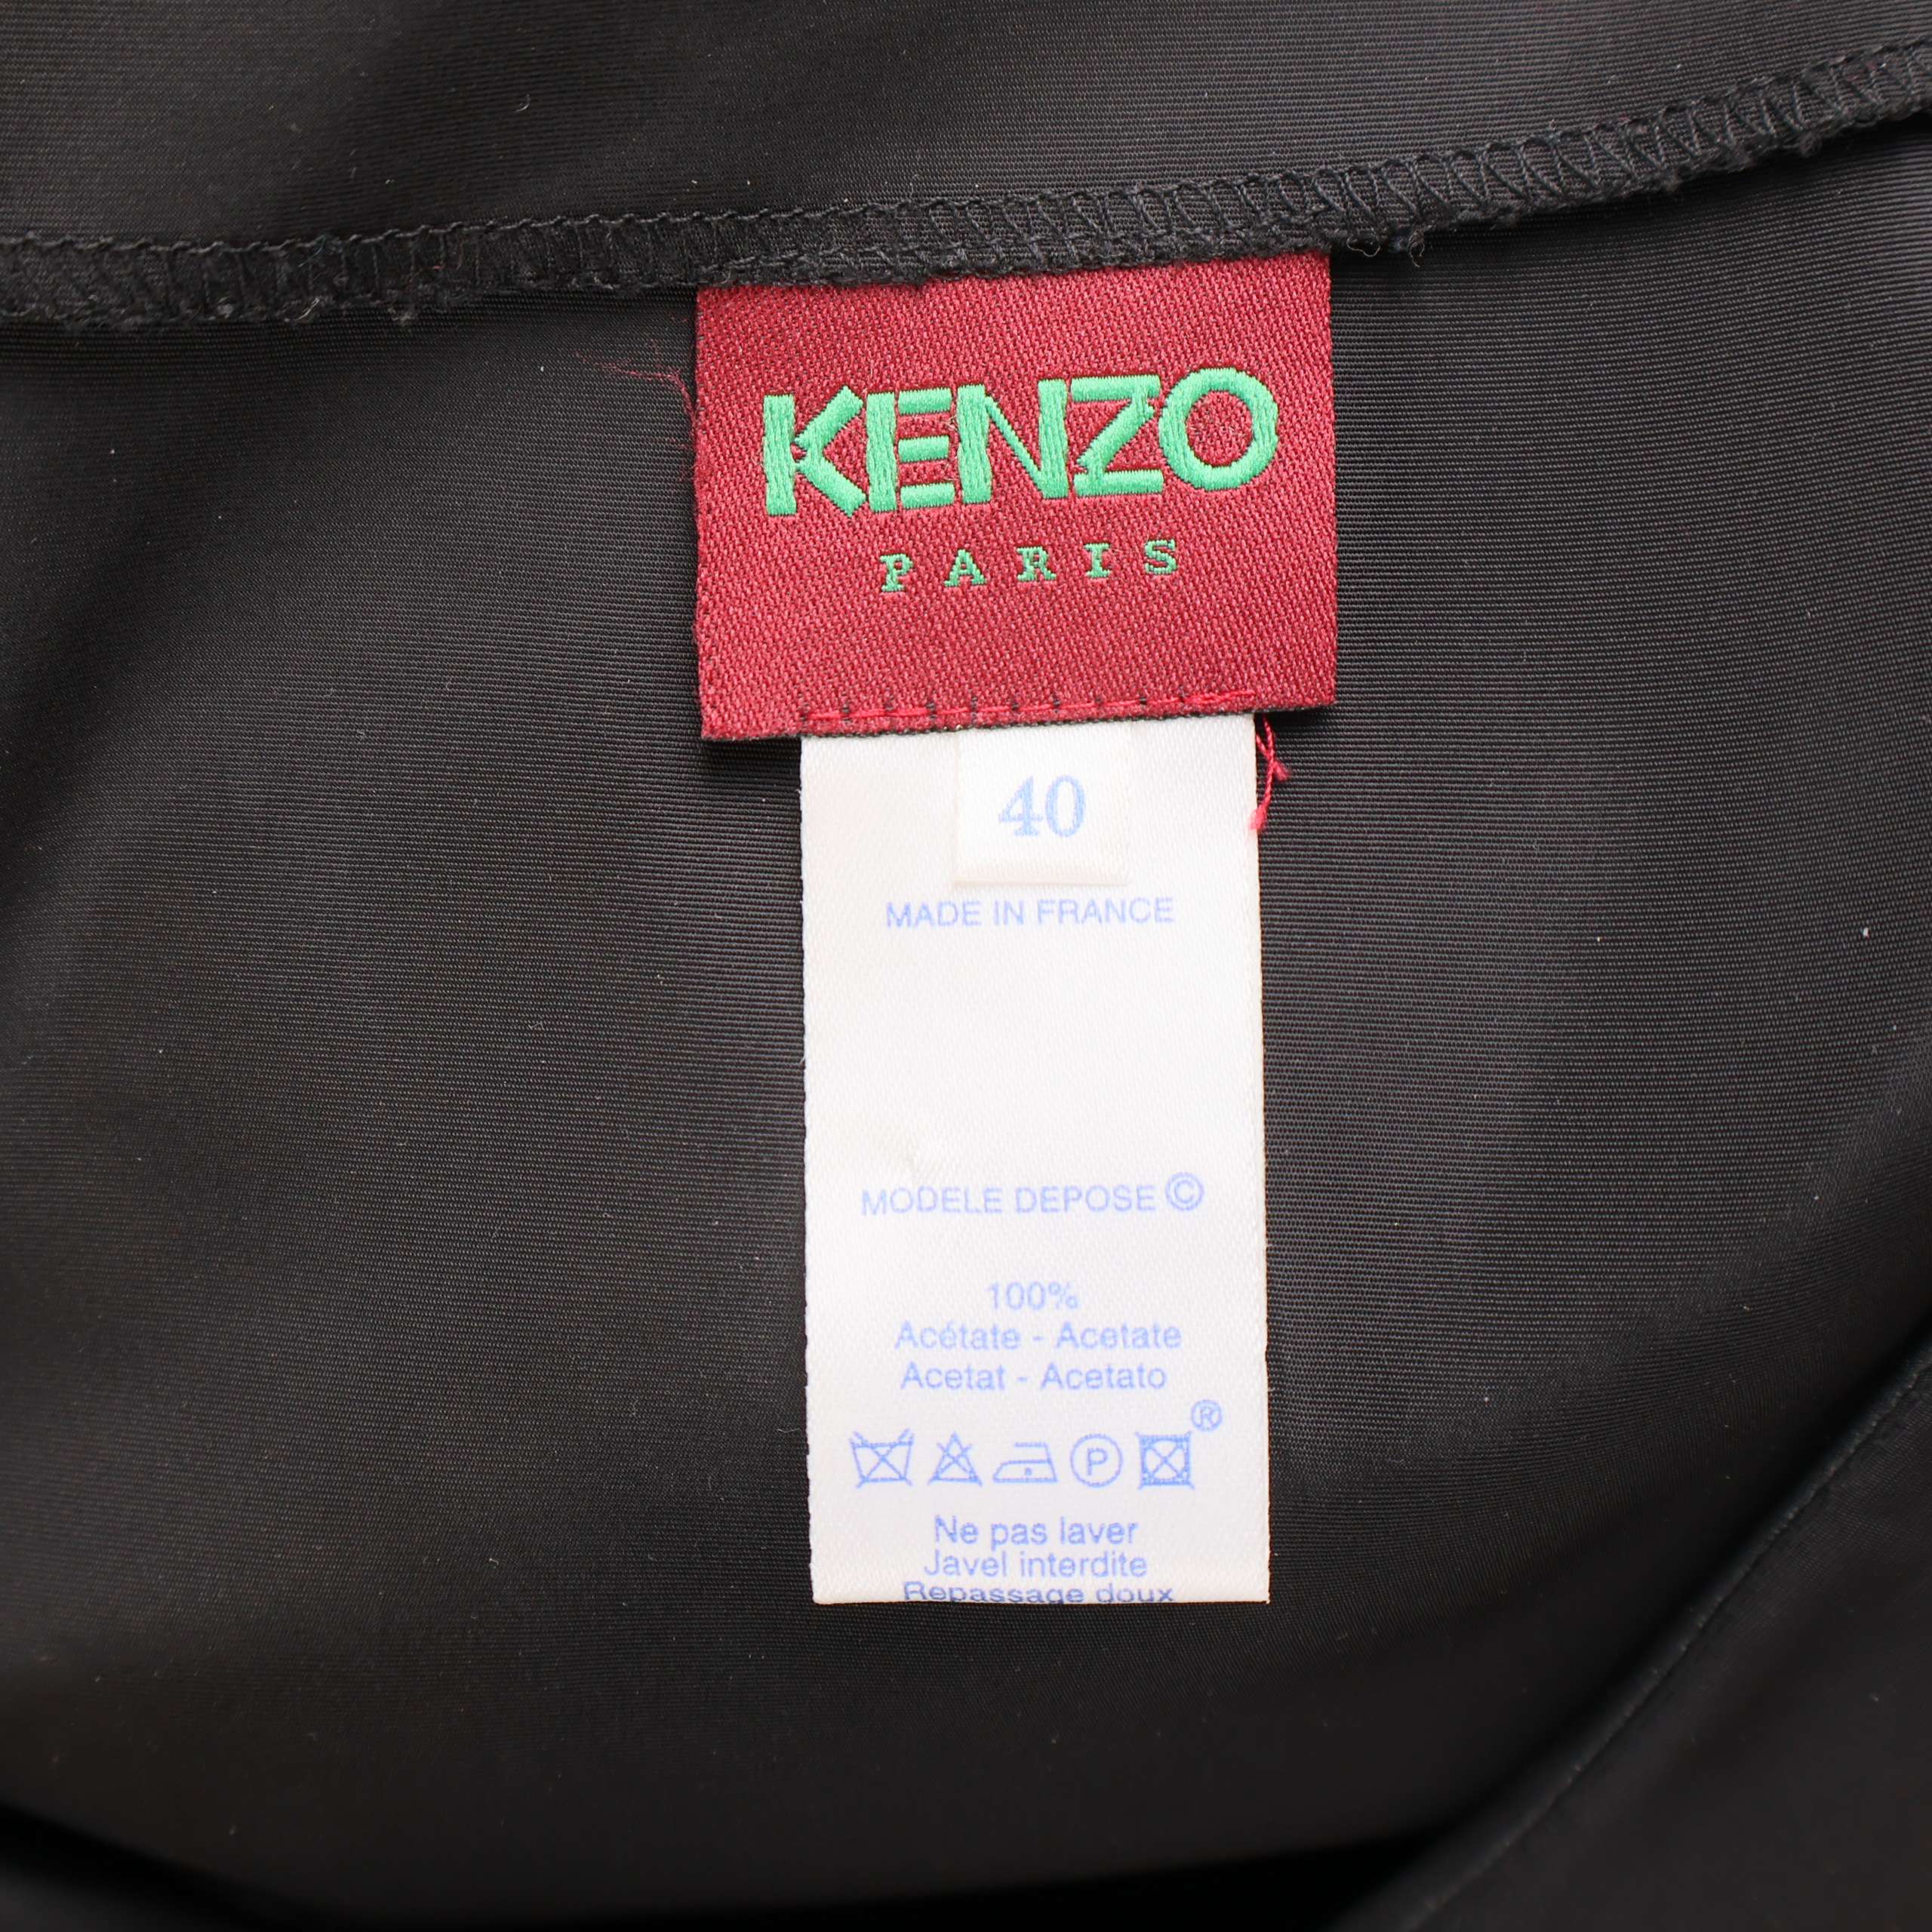 KENZO
PARIS
40
MADE IN FRANCE
MODELE DEPOSE ©
100%
Acétate - Acetate
Acetat - Acetato
®
P
Ne pas laver
Javel interdite
Repassage doux